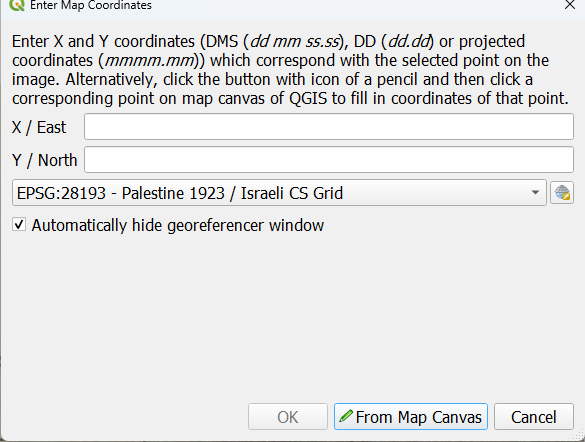 Enter Map Coordinates
Enter X and Y coordinates (DMS (dd mm ss.ss), DD (dd.dd) or projected
coordinates (mmmm.mm)) which correspond with the selected point on the
image. Alternatively, click the button with icon of a pencil and then click a
corresponding point on map canvas of QGIS to fill in coordinates of that point.
X / East
Y / North
EPSG:28193 - Palestine 1923 / Israeli CS Grid
Automatically hide georeferencer window
OK
From Map Canvas
Cancel